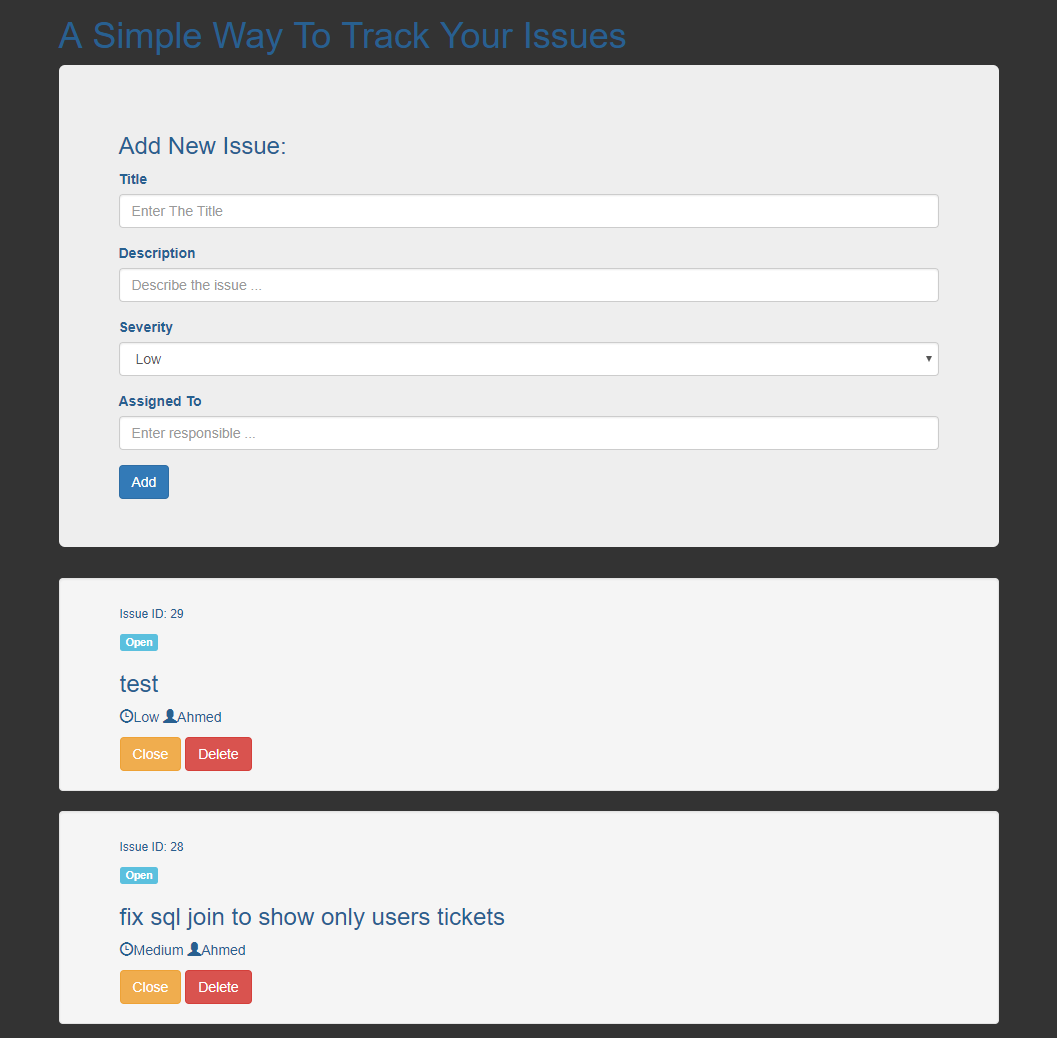 A Simple Way To Track Your Issues
Add New Issue:
Title
Enter The Title
Description
Describe the issue ...
Severity
Low
Assigned To
Enter responsible ...
Add
Issue ID: 29
Open
test
Low Ahmed
Close Delete
Issue ID: 28
Open
fix sql join to show only users tickets
Medium Ahmed
Close Delete